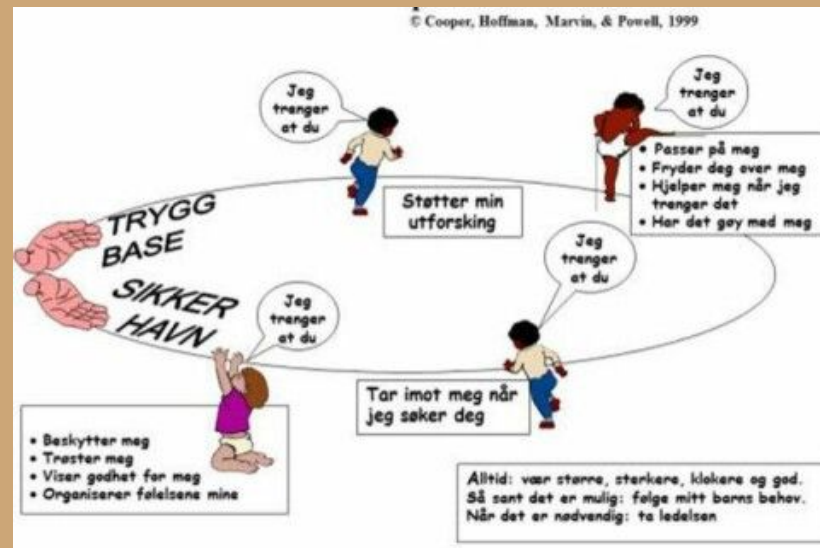 © Cooper, Hoffman, Marvin, & Powell, 1999
Jeg
trenger
at du
Jeg
trenger
at du
• Passer på meg
• Fryder deg over meg
• Hjelper meg når jeg
trenger det
• Har det gøy med meg
Støtter min
utforsking
TRYGG
BASE
SIKKER
HAVN
Jeg
trenger
at du
Jeg
trenger
at du
Tar imot meg når
jeg søker deg
• Beskytter meg
• Trøster meg
• Viser godhet for meg
• Organiserer følelsene mine
Alltid: vær større, sterkere, klokere og god.
Så sant det er mulig: følge mitt barns behov.
Når det er nødvendig: ta ledelsen